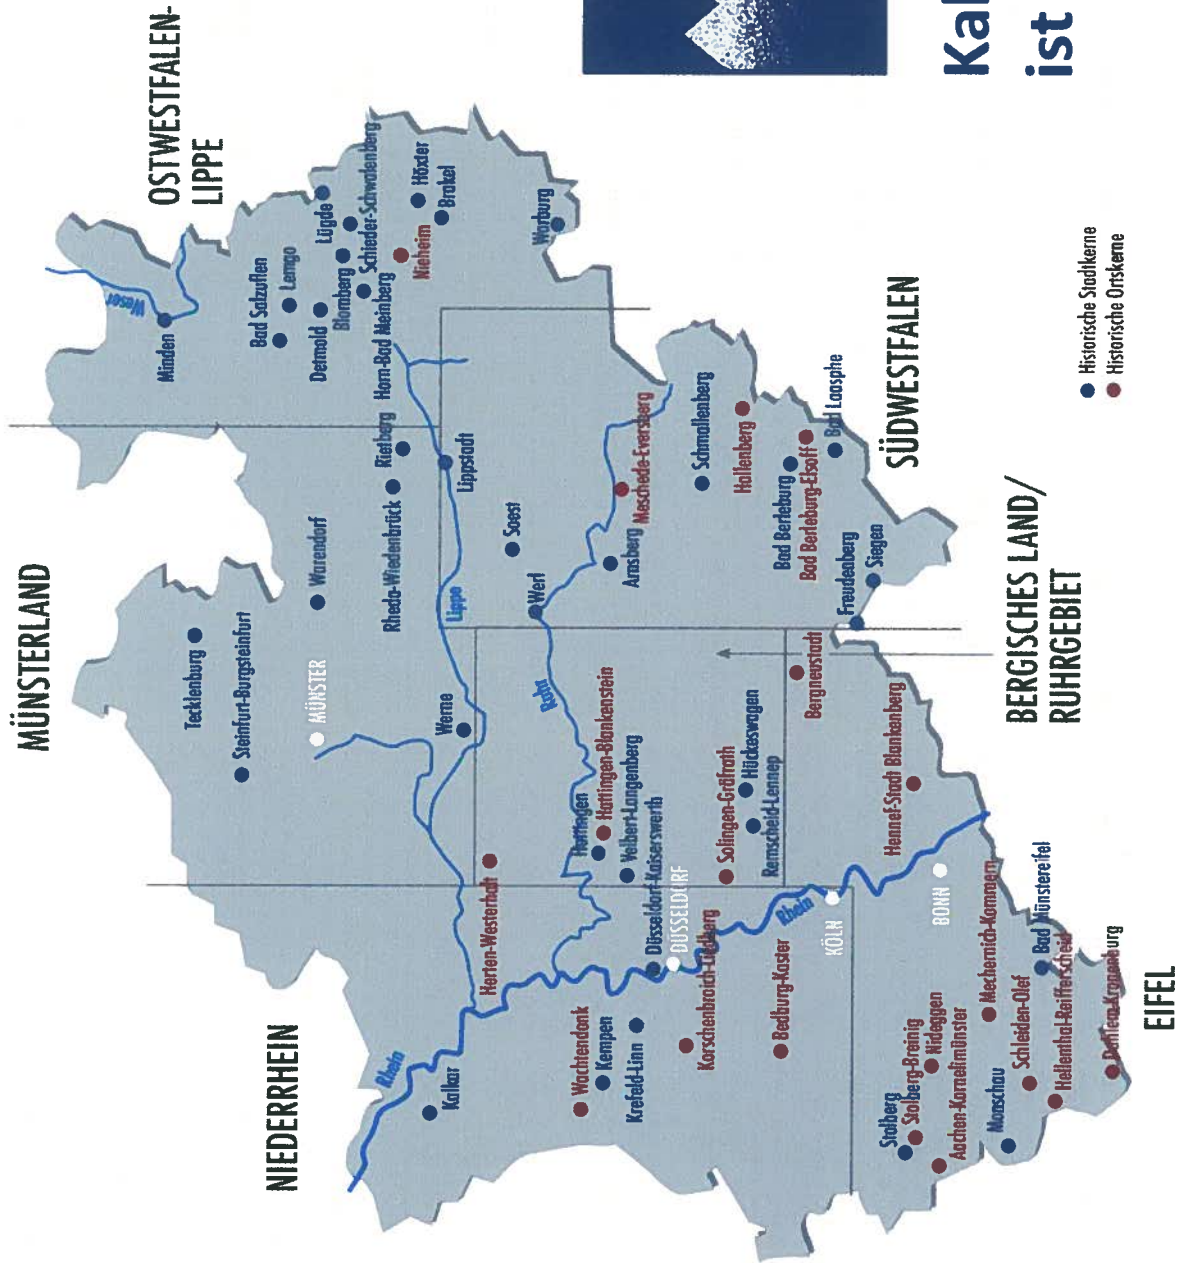 MÜNSTERLAND
OSTWESTFALEN-
LIPPE
NIEDERRHEIN
SÜDWESTFALEN
BERGISCHES LAND/
RUHRGEBIET
EIFEL
Tecklenburg
Steinfurt-Burgsteinfurt
MÜNSTER
Warendorf
Werne
Weser
Minden
Bad Salzuflen
Lemgo
Lügde
Detmold
Blomberg
Schieder-Schwalenberg
Horn-Bad Meinberg
Nieheim
Höxter
Brakel
Warburg
Rietberg
Rheda-Wiedenbrück
Lippe
Lippstadt
Soest
Werl
Ruhr
Arnsberg
Meschede-Eversberg
Schmallenberg
Hallenberg
Bad Berleburg
Bad Berleburg-Elsoff
Bad Laasphe
Freudenberg
Siegen
Herten-Westerholt
Hattingen
Hattingen-Blankenstein
Velbert-Langenberg
Düsseldorf-Kaiserswerth
DÜSSELDORF
Solingen-Gräfrath
Hückeswagen
Remscheid-Lennep
Bergneustadt
Hennef-Stadt Blankenberg
Rhein
Kalkar
Wachtendonk
Kempen
Krefeld-Linn
Korschenbroich-Liedberg
Bedburg-Kaster
Rhein
KÖLN
BONN
Stolberg
Stolberg-Breinig
Nideggen
Aachen-Kornelimünster
Mechernich-Kommern
Monschau
Schleiden-Olef
Bad Münstereifel
Hellenthal-Reifferscheid
Dahlem-Kronenburg
Historische Stadtkerne
Historische Ortskerne
Kal
ist